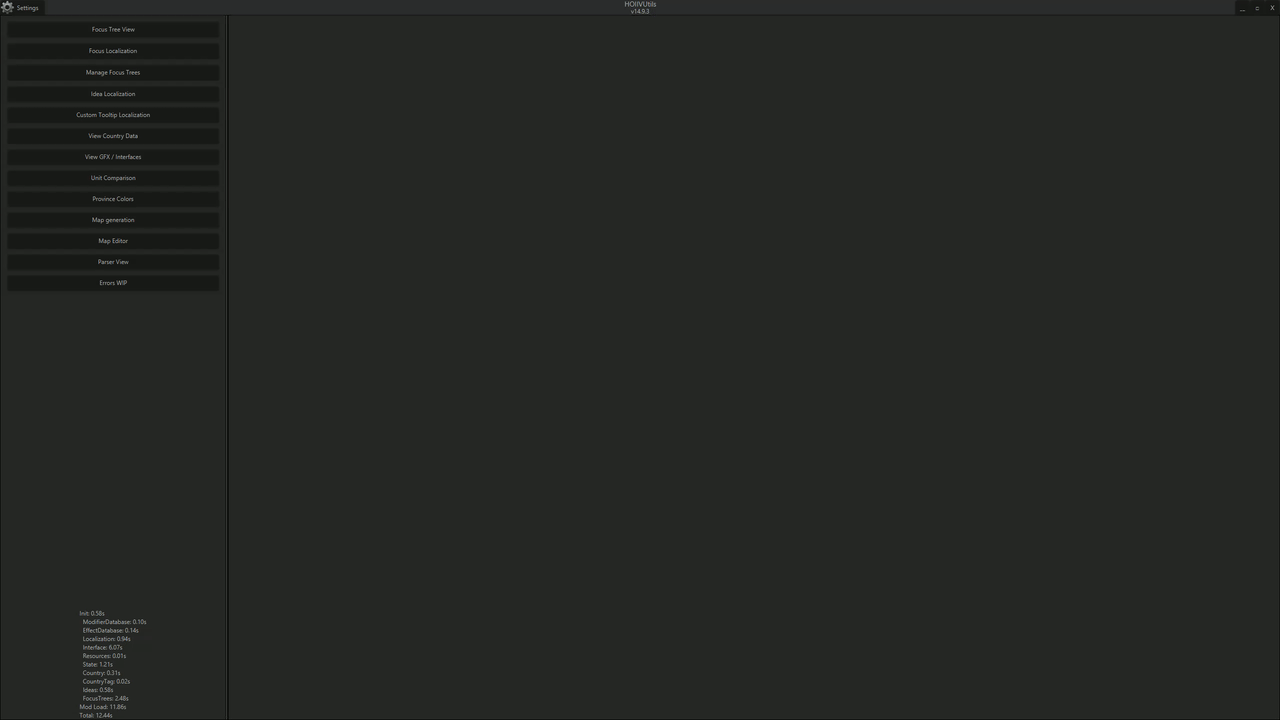 Settings
HOIIVUtils
v14.9.3
_
X
Focus Tree View
Focus Localization
Manage Focus Trees
Idea Localization
Custom Tooltip Localization
View Country Data
View GFX / Interfaces
Unit Comparison
Province Colors
Map generation
Map Editor
Parser View
Errors WIP
Init: 0.58s
ModifierDatabase: 0.10s
EffectDatabase: 0.14s
Localization: 0.94s
Interface: 6.07s
Resources: 0.01s
State: 1.21s
Country: 0.31s
CountryTag: 0.02s
Ideas: 0.58s
FocusTrees: 2.48s
Mod Load: 11.86s
Total: 12.44s